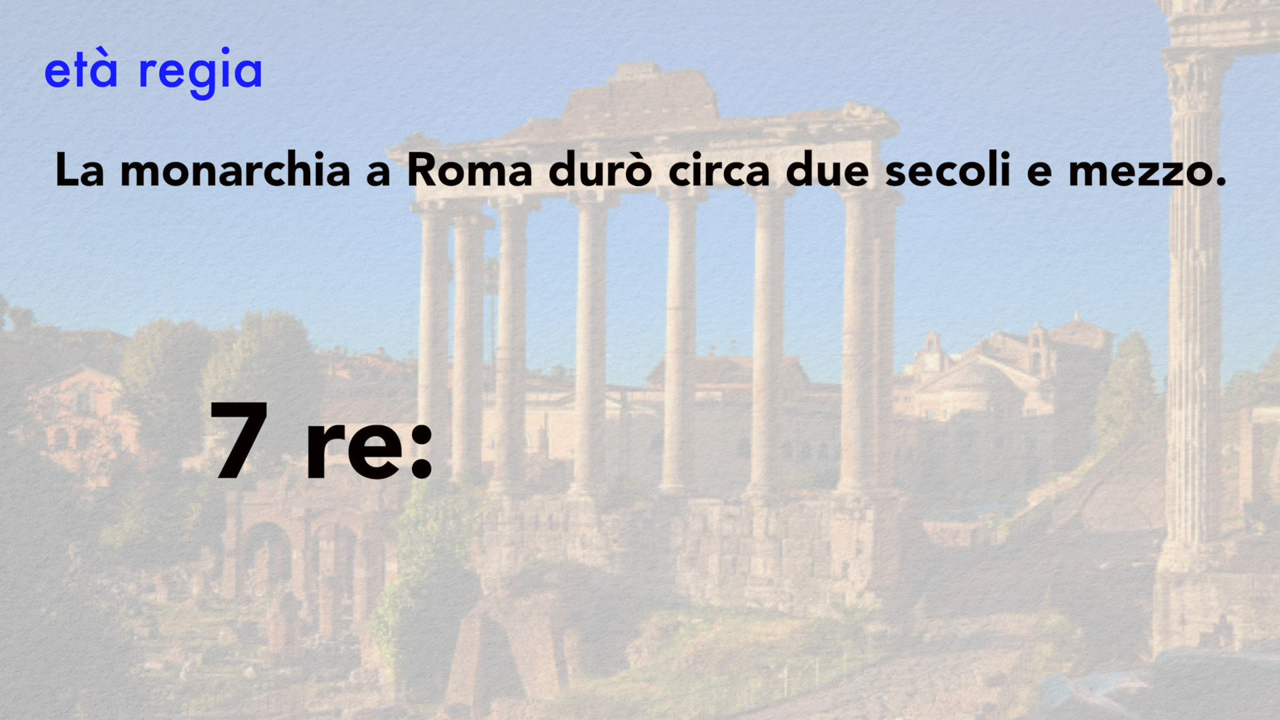 età regia
La monarchia a Roma durò circa due secoli e mezzo.
7 re: